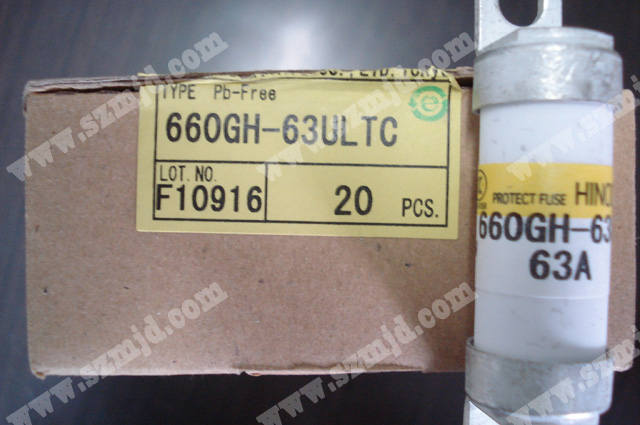 TYPE Pb-Free
660GH-63ULTC
LOT.NO.
F10916 20 PCS.
PROTECT FUSE HINO
660GH-63
63A
www.szmjd.com
www.szmjd.com
www.szmjd.com
www.szmjd.com
www.szmjd.com